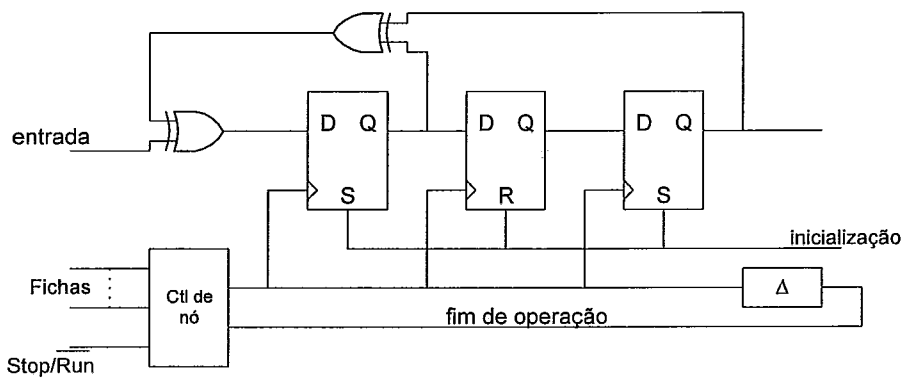 entrada
D Q
D Q
D Q
S
R
S
inicialização
Fichas
Ctl de
nó
Δ
fim de operação
Stop/Run